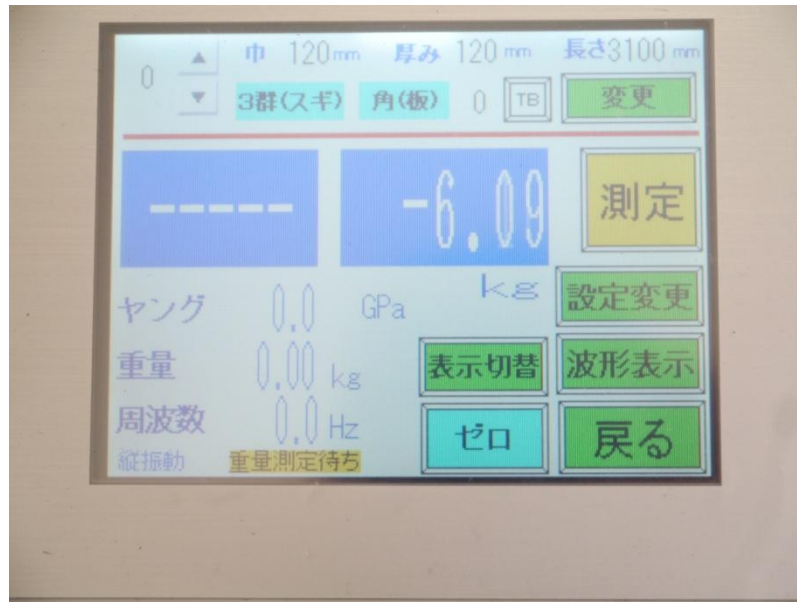 0 ▲ ▼ 巾 120mm 厚み 120mm 長さ3100mm
3群(スギ) 角(板) 0 TB 変更
----- -6.09 測定
kg
ヤング 0.0 GPa 設定変更
重量 0.00 kg 表示切替 波形表示
周波数 0.0 Hz ゼロ 戻る
縦振動 重量測定待ち